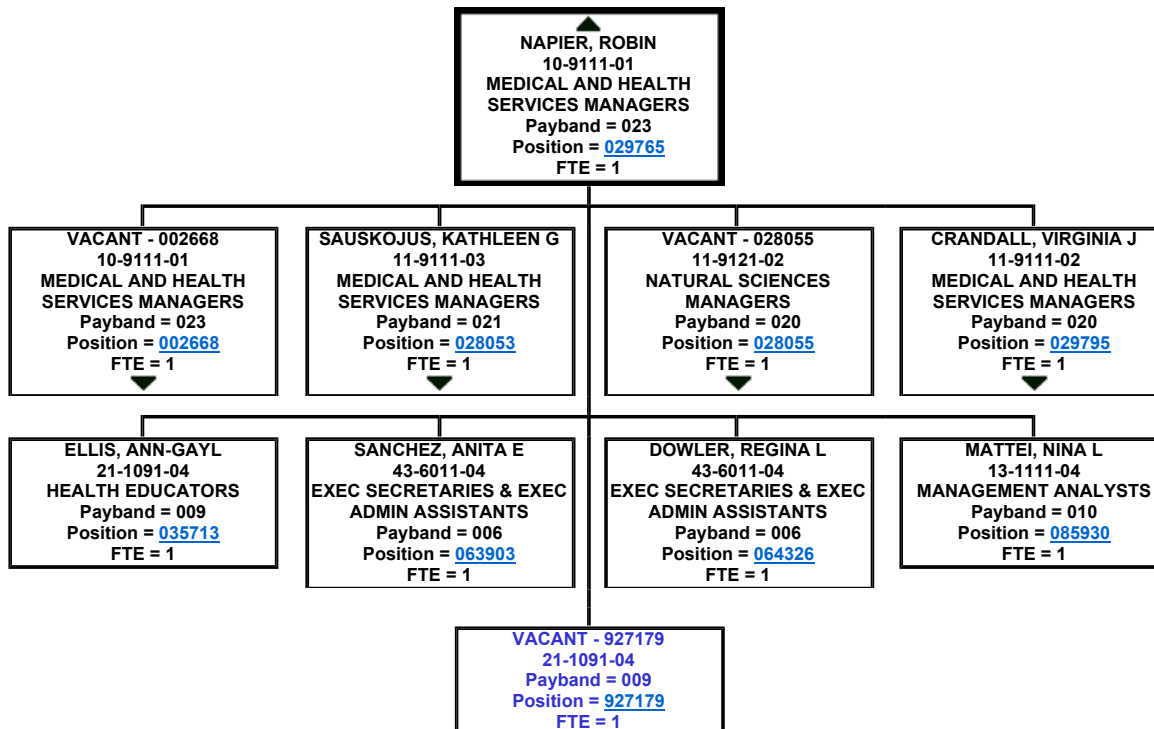 NAPIER, ROBIN
10-9111-01
MEDICAL AND HEALTH
SERVICES MANAGERS
Payband = 023
Position = 029765
FTE = 1
VACANT - 002668
10-9111-01
MEDICAL AND HEALTH
SERVICES MANAGERS
Payband = 023
Position = 002668
FTE = 1
SAUSKOJUS, KATHLEEN G
11-9111-03
MEDICAL AND HEALTH
SERVICES MANAGERS
Payband = 021
Position = 028053
FTE = 1
VACANT - 028055
11-9121-02
NATURAL SCIENCES
MANAGERS
Payband = 020
Position = 028055
FTE = 1
CRANDALL, VIRGINIA J
11-9111-02
MEDICAL AND HEALTH
SERVICES MANAGERS
Payband = 020
Position = 029795
FTE = 1
ELLIS, ANN-GAYL
21-1091-04
HEALTH EDUCATORS
Payband = 009
Position = 035713
FTE = 1
SANCHEZ, ANITA E
43-6011-04
EXEC SECRETARIES & EXEC
ADMIN ASSISTANTS
Payband = 006
Position = 063903
FTE = 1
DOWLER, REGINA L
43-6011-04
EXEC SECRETARIES & EXEC
ADMIN ASSISTANTS
Payband = 006
Position = 064326
FTE = 1
MATTEI, NINA L
13-1111-04
MANAGEMENT ANALYSTS
Payband = 010
Position = 085930
FTE = 1
VACANT - 927179
21-1091-04
Payband = 009
Position = 927179
FTE = 1